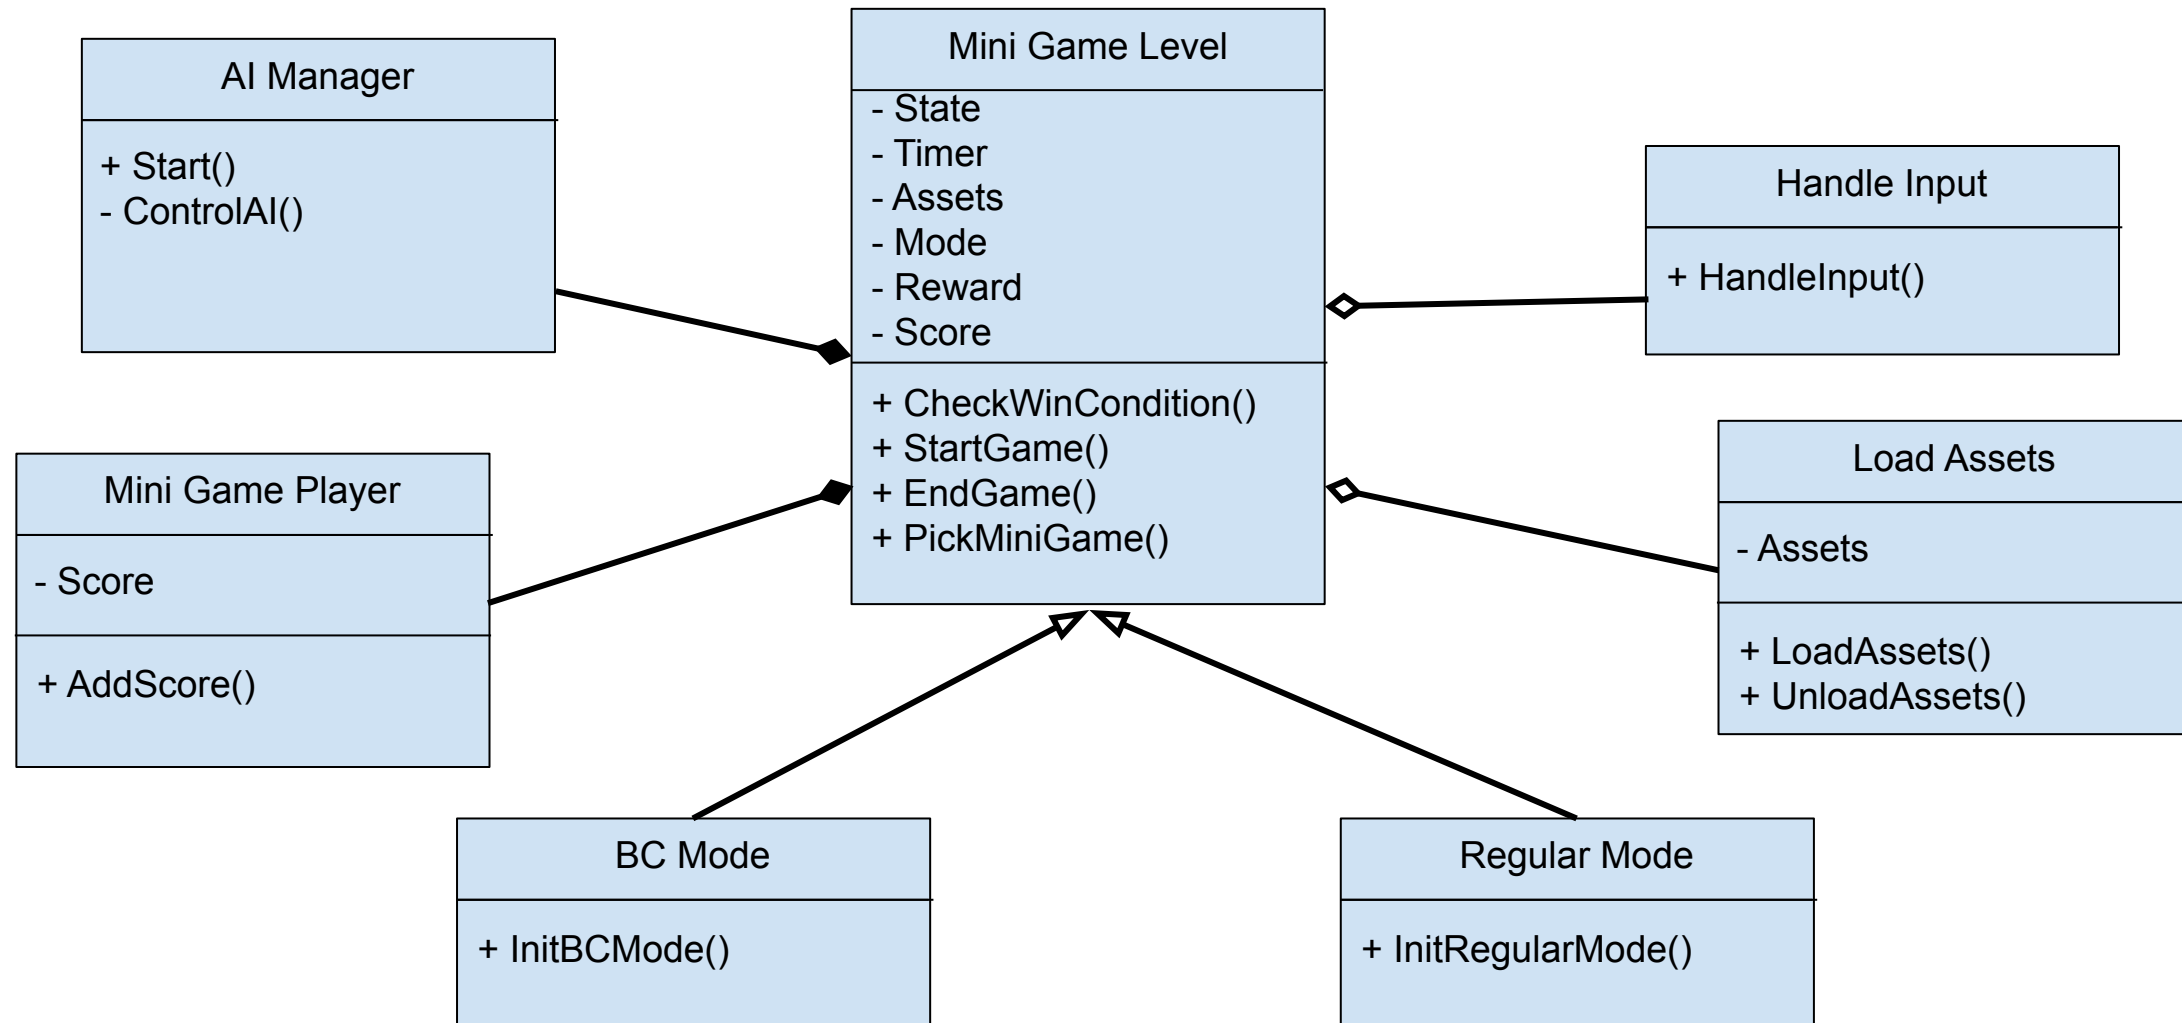 AI Manager
+ Start()
- ControlAI()
Mini Game Level
- State
- Timer
- Assets
- Mode
- Reward
- Score
+ CheckWinCondition()
+ StartGame()
+ EndGame()
+ PickMiniGame()
Handle Input
+ HandleInput()
Mini Game Player
- Score
+ AddScore()
Load Assets
- Assets
+ LoadAssets()
+ UnloadAssets()
BC Mode
+ InitBCMode()
Regular Mode
+ InitRegularMode()